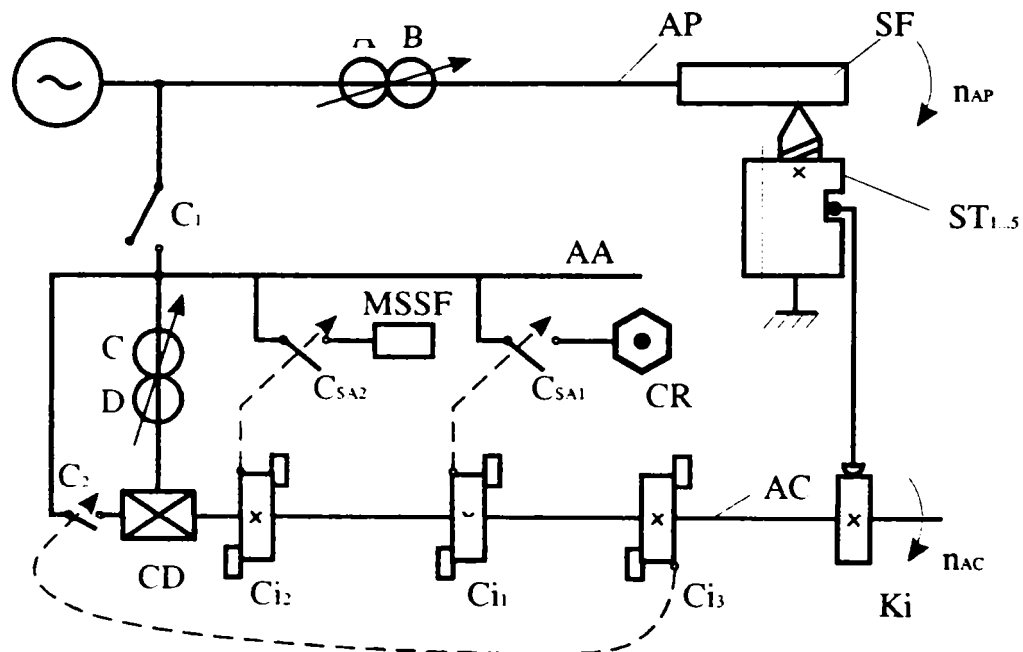 A B
AP
SF
nAP
C1
ST1...5
AA
MSSF
C
D
CSA2
CSA1
CR
C2
AC
CD
Ci2
Ci1
Ci3
nAC
Ki